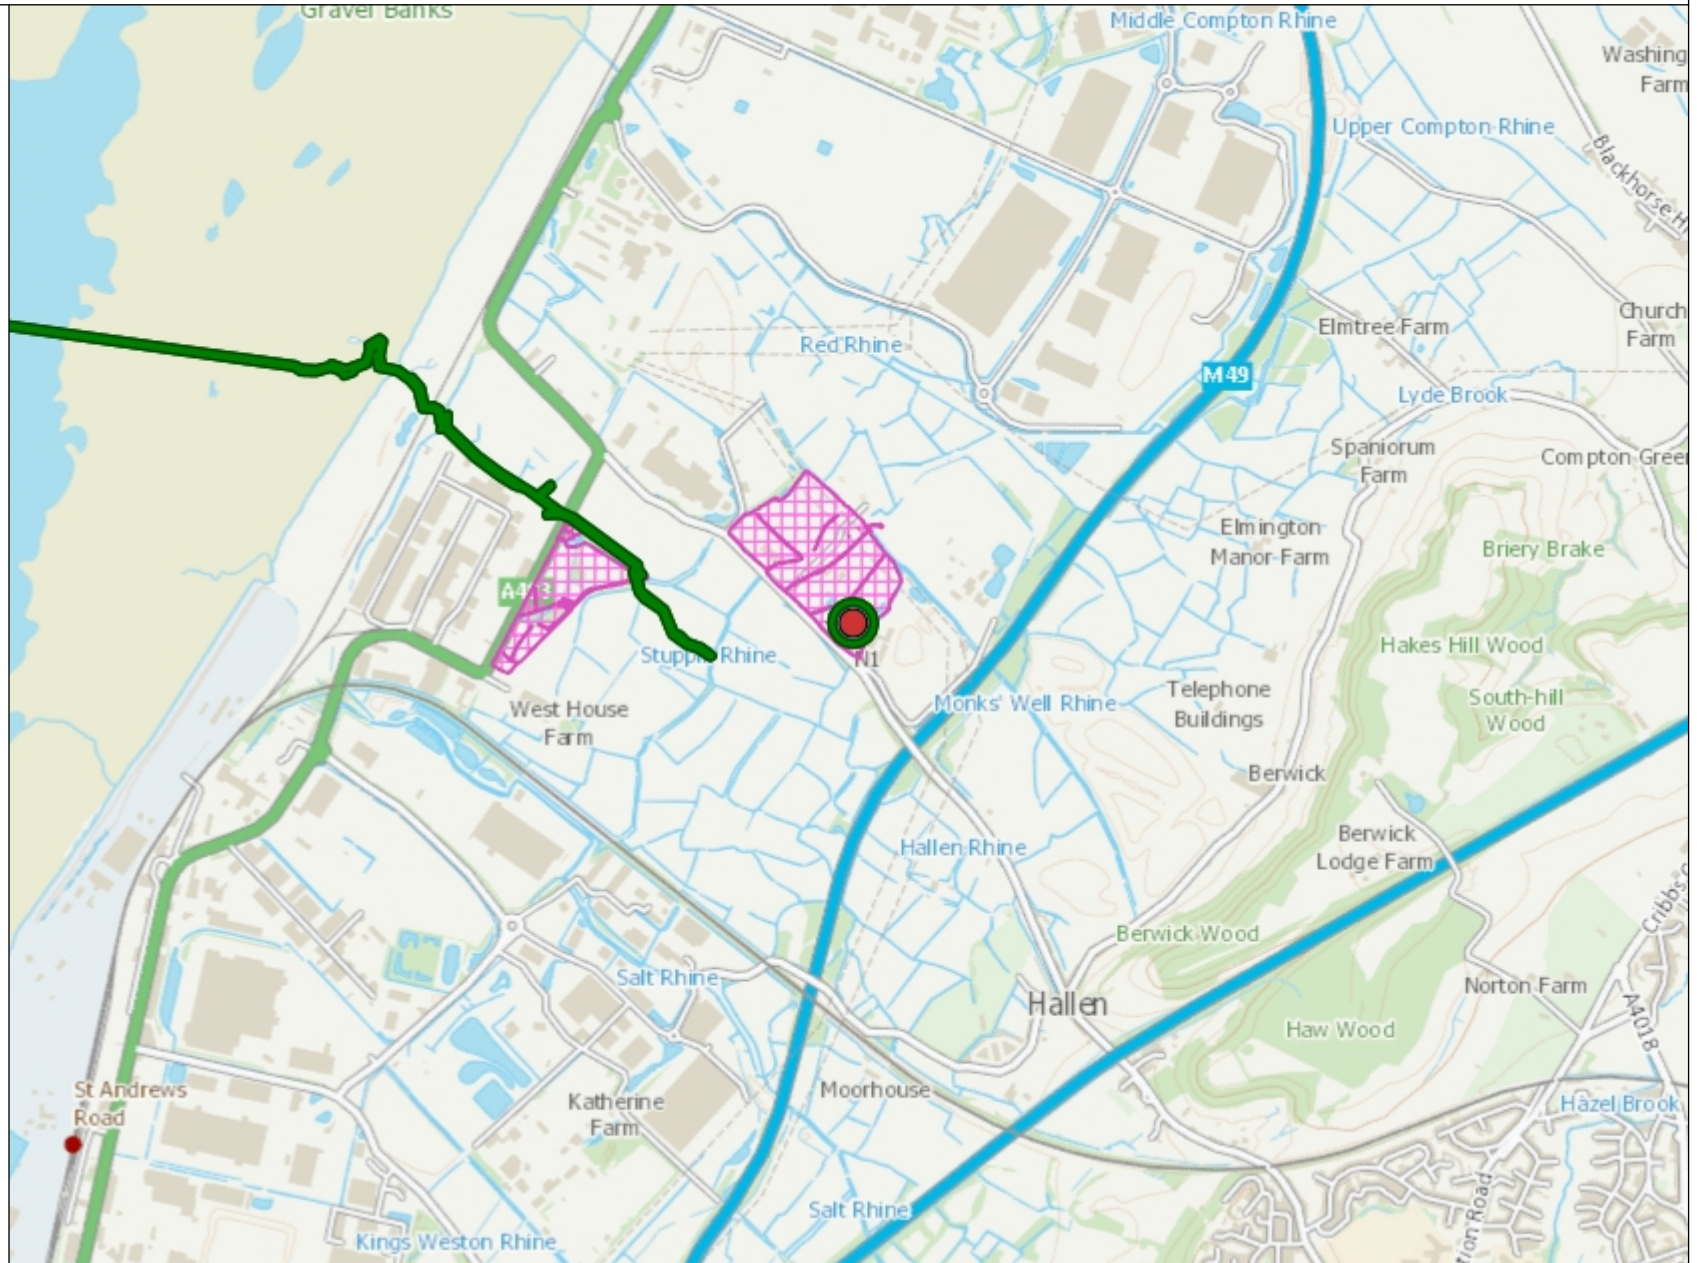 Gravel Banks
Middle Compton Rhine
Washing
Farm
Upper Compton Rhine
Blackhorse H
Church
Farm
Elmtree Farm
Red Rhine
M49
Lyde Brook
Spaniorum
Farm
Compton Gree
Elmington
Manor Farm
Briery Brake
Hakes Hill Wood
Stuppi Rhine
N1
Telephone
Buildings
South-hill
Wood
Monks' Well Rhine
West House
Farm
Berwick
Berwick
Lodge Farm
Hallen Rhine
Cribbs
Berwick Wood
Salt Rhine
Norton Farm
Hallen
A4018
Haw Wood
St Andrews
Road
Moorhouse
Katherine
Farm
Hazel Brook
Salt Rhine
tion Road
Kings Weston Rhine